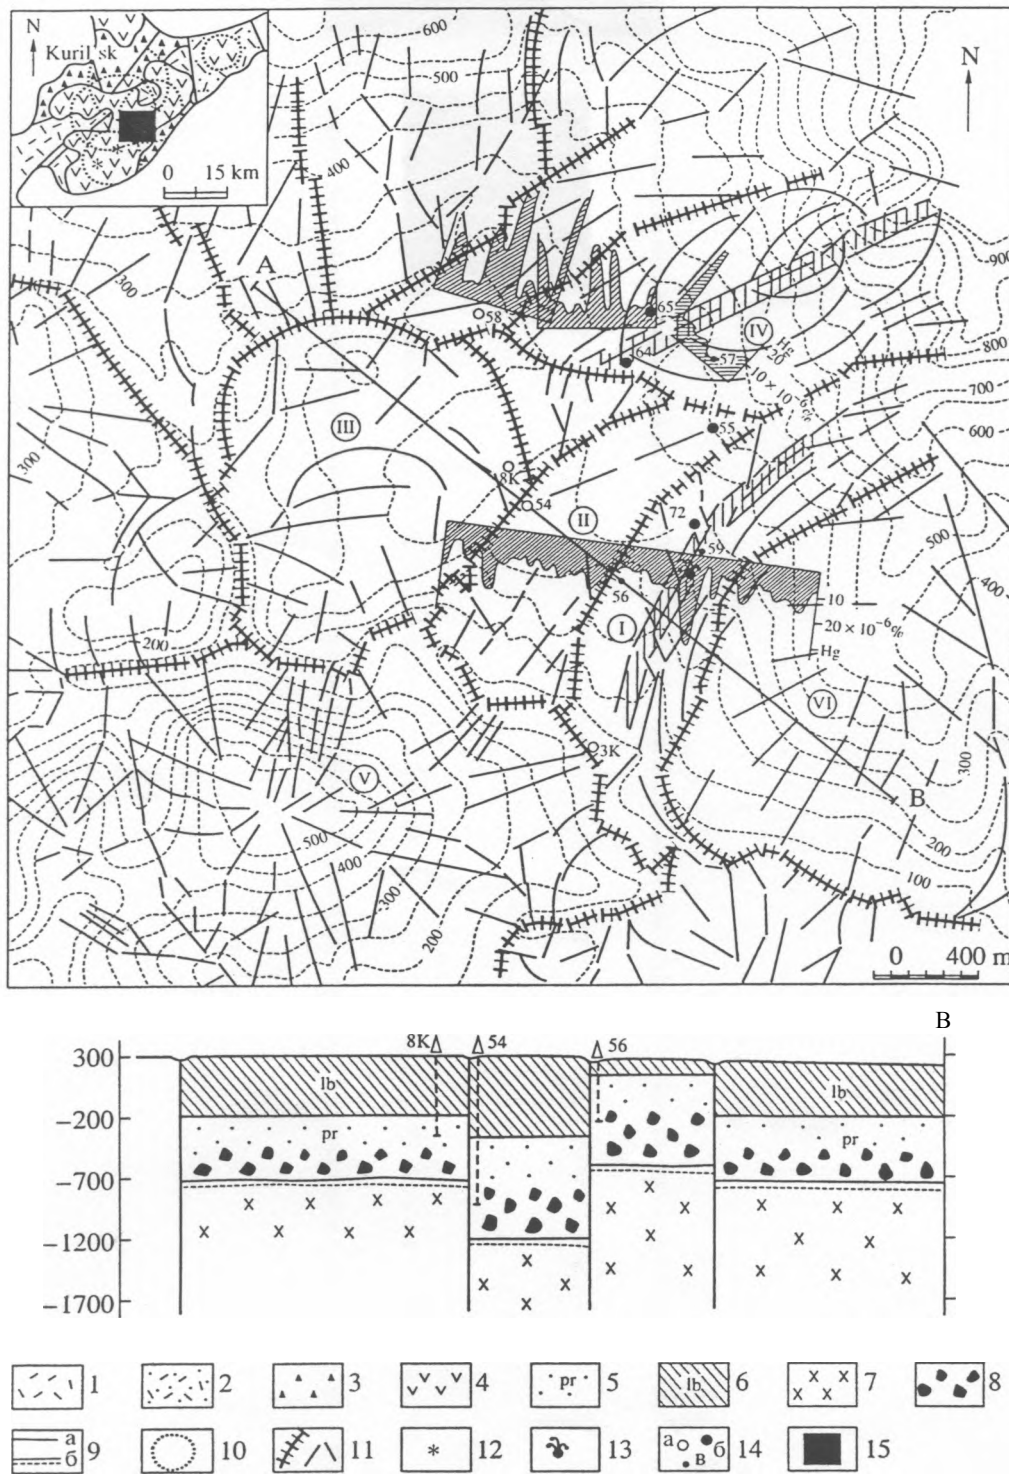 N
Kuril sk
0 15 km
600
500
400
N
A
300
900
65
58
IV
Hg
20
10 × 10⁻⁶%
64
57
800
700
55
600
III
300
8K
54
II
72
59
500
400
56
10
20 × 10⁻⁶%
Hg
I
200
VI
3K
300
V
B
500
400
300
200
200
100
0 400 m
B
300
8K
54
56
lb
lb
−200
pr
pr
−700
−1200
−1700
1
2
3
4
pr 5
lb 6
7
8
а б 9
10
11
12
13
а б в 14
15